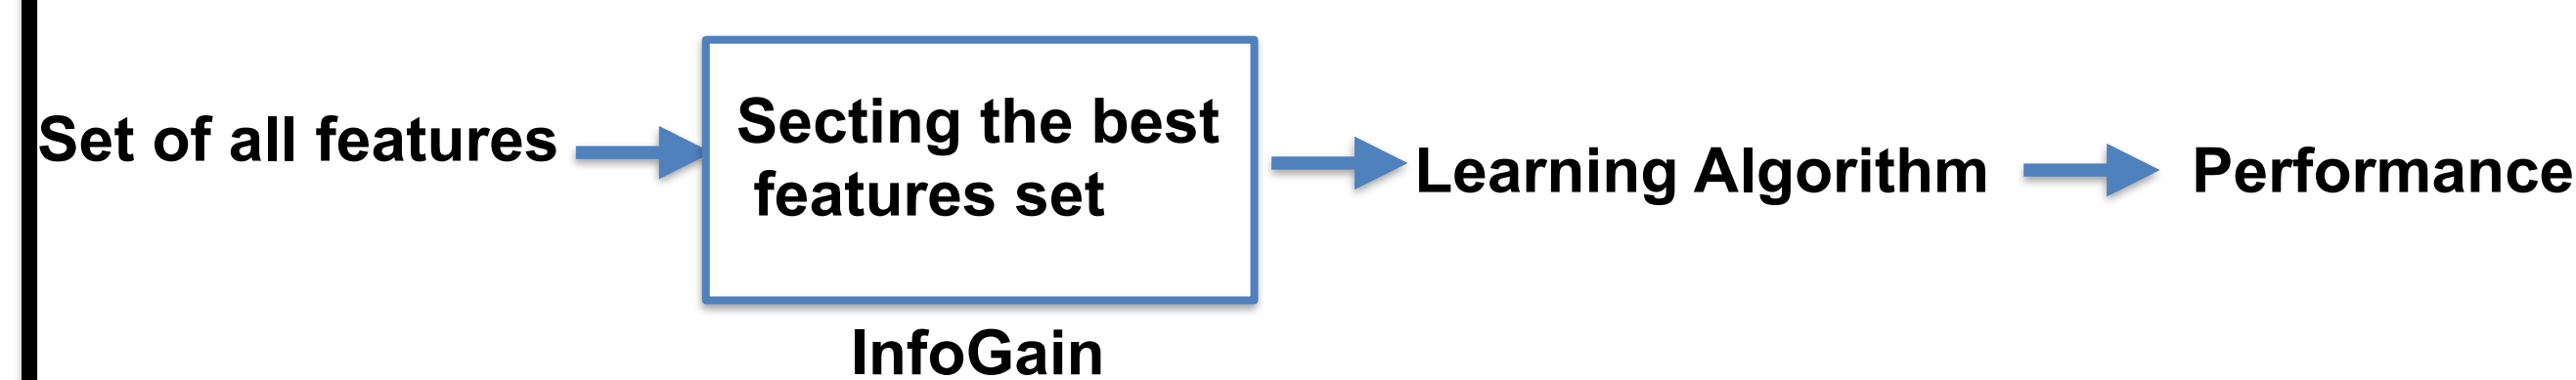 Set of all features
Secting the best
features set
InfoGain
Learning Algorithm
Performance